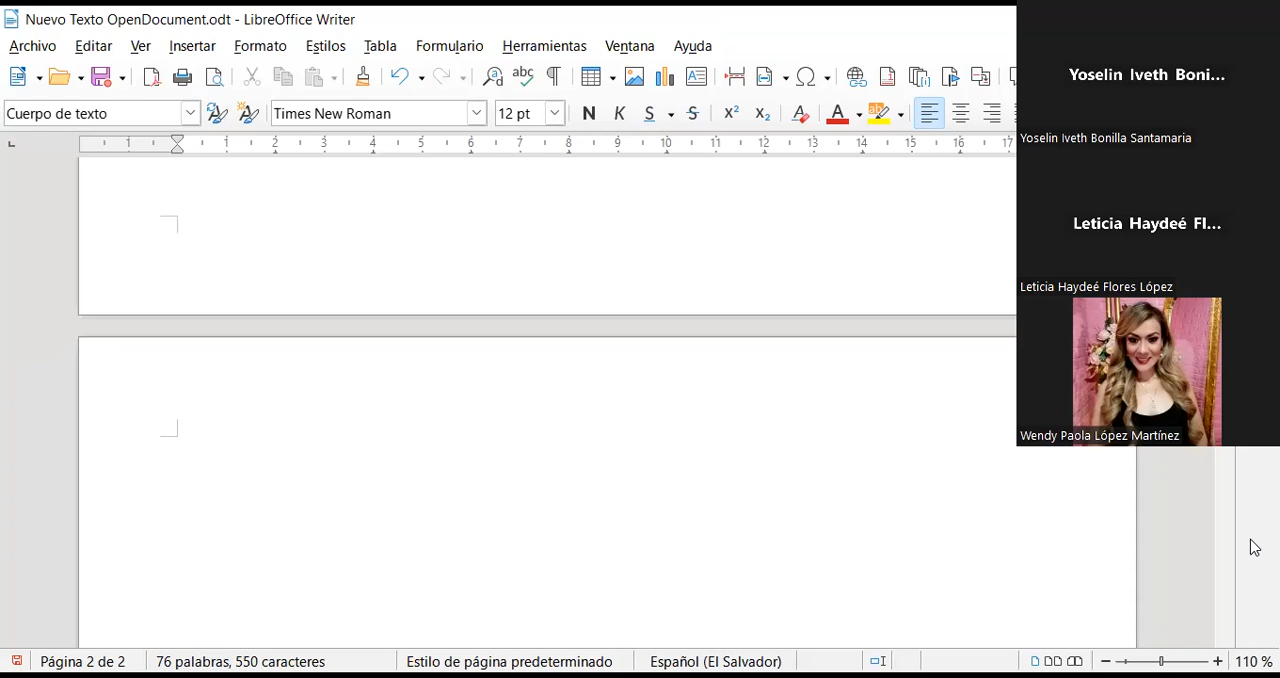 Nuevo Texto OpenDocument.odt - LibreOffice Writer
Archivo Editar Ver Insertar Formato Estilos Tabla Formulario Herramientas Ventana Ayuda
Cuerpo de texto Times New Roman 12 pt N K S S X² X₂ A A
1 1 2 3 4 5 6 7 8 9 10 11 12 13 14 15 16 17
Yoselin Iveth Boni...
Yoselin Iveth Bonilla Santamaria
Leticia Haydeé Fl...
Leticia Haydeé Flores López
Wendy Paola López Martínez
Página 2 de 2 76 palabras, 550 caracteres Estilo de página predeterminado Español (El Salvador) 110 %